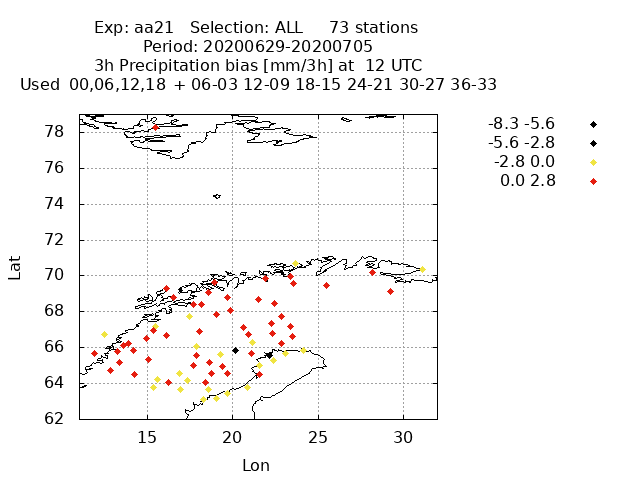 Exp: aa21   Selection: ALL     73 stations
Period: 20200629-20200705
3h Precipitation bias [mm/3h] at  12 UTC
Used  00,06,12,18  + 06-03 12-09 18-15 24-21 30-27 36-33
-8.3 -5.6
-5.6 -2.8
-2.8 0.0
0.0 2.8
78
76
74
72
70
68
66
64
62
Lat
15 20 25 30
Lon